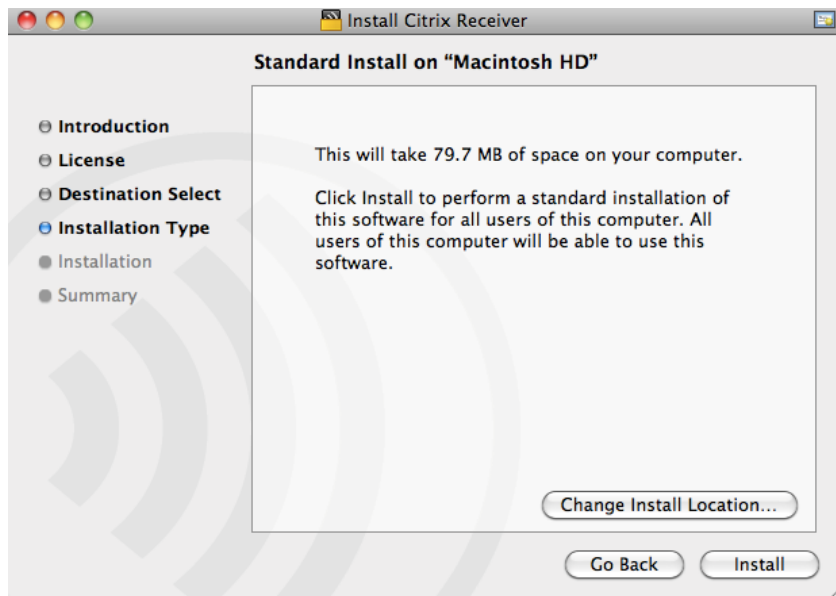 Install Citrix Receiver
Standard Install on “Macintosh HD”
Introduction
License
Destination Select
Installation Type
Installation
Summary
This will take 79.7 MB of space on your computer.
Click Install to perform a standard installation of
this software for all users of this computer. All
users of this computer will be able to use this
software.
Change Install Location...
Go Back
Install